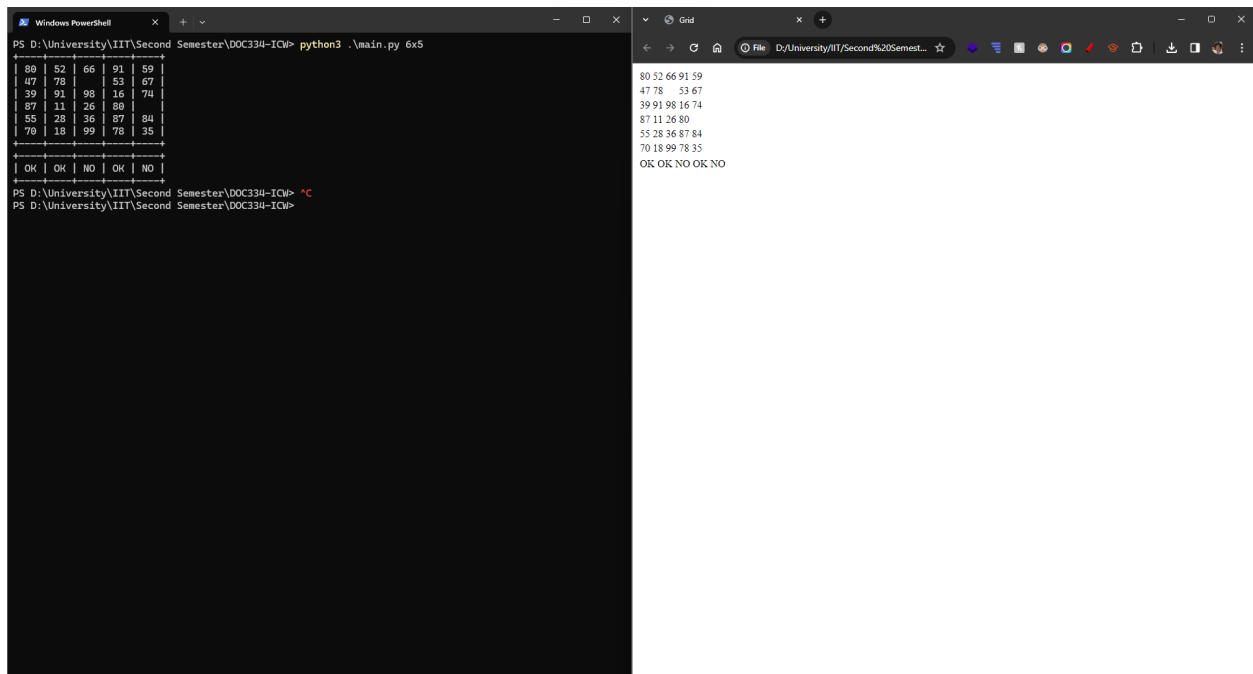 Windows PowerShell
PS D:\University\IIT\Second Semester\DOC334-ICW> python3 .\main.py 6x5
+----+----+----+----+----+
| 80 | 52 | 66 | 91 | 59 |
| 47 | 78 |    | 53 | 67 |
| 39 | 91 | 98 | 16 | 74 |
| 87 | 11 | 26 | 80 |    |
| 55 | 28 | 36 | 87 | 84 |
| 70 | 18 | 99 | 78 | 35 |
+----+----+----+----+----+
+----+----+----+----+----+
| OK | OK | NO | OK | NO |
+----+----+----+----+----+
PS D:\University\IIT\Second Semester\DOC334-ICW> ^C
PS D:\University\IIT\Second Semester\DOC334-ICW>
Grid
File D:/University/IIT/Second%20Semest...
80 52 66 91 59
47 78 53 67
39 91 98 16 74
87 11 26 80
55 28 36 87 84
70 18 99 78 35
OK OK NO OK NO